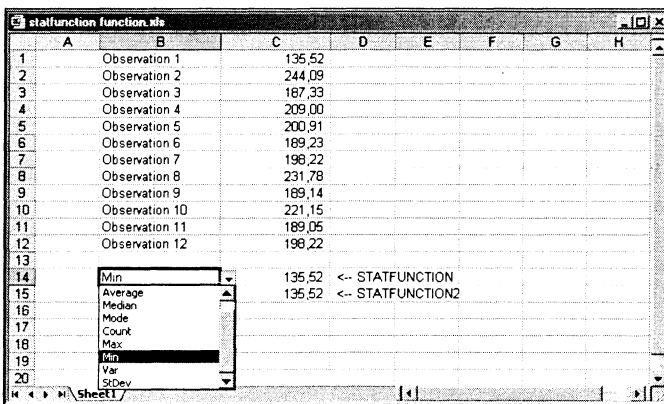 statfunction function.xls
A B C D E F G H
1 Observation 1 135,52
2 Observation 2 244,09
3 Observation 3 187,33
4 Observation 4 209,00
5 Observation 5 200,91
6 Observation 6 189,23
7 Observation 7 198,22
8 Observation 8 231,78
9 Observation 9 189,14
10 Observation 10 221,15
11 Observation 11 189,05
12 Observation 12 198,22
13
14 Min 135,52 <-- STATFUNCTION
15 Average 135,52 <-- STATFUNCTION2
16 Median
Mode
17 Count
18 Max
Min
19 Var
20 StDev
Sheet1